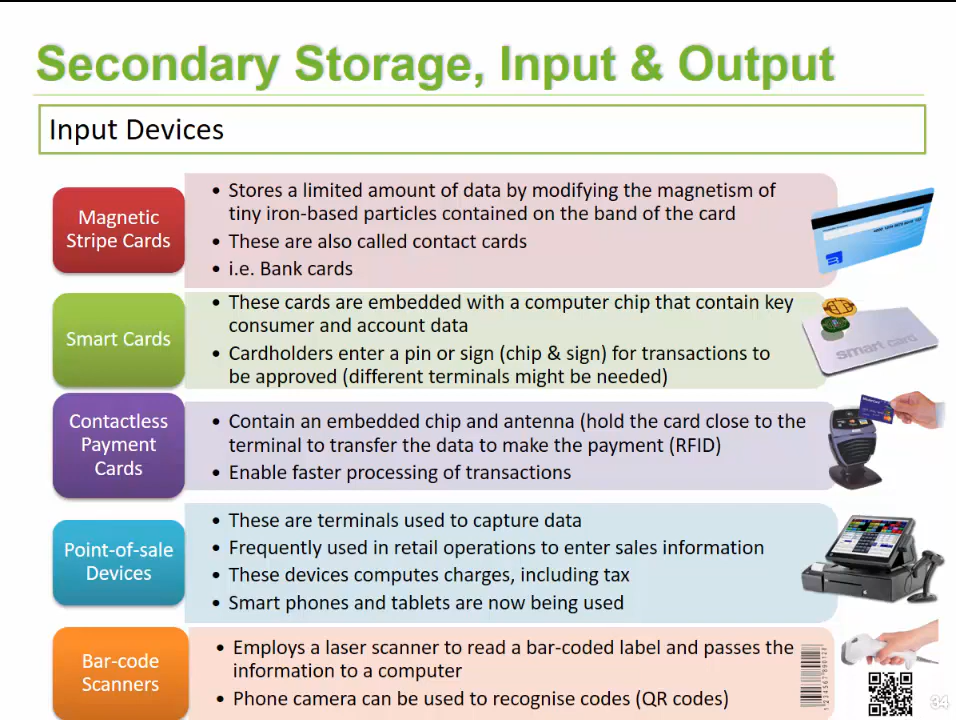 Secondary Storage, Input & Output
Input Devices
Magnetic
Stripe Cards
• Stores a limited amount of data by modifying the magnetism of
tiny iron-based particles contained on the band of the card
• These are also called contact cards
• i.e. Bank cards
Smart Cards
• These cards are embedded with a computer chip that contain key
consumer and account data
• Cardholders enter a pin or sign (chip & sign) for transactions to
be approved (different terminals might be needed)
smart card
Contactless
Payment
Cards
• Contain an embedded chip and antenna (hold the card close to the
terminal to transfer the data to make the payment (RFID)
• Enable faster processing of transactions
Point-of-sale
Devices
• These are terminals used to capture data
• Frequently used in retail operations to enter sales information
• These devices computes charges, including tax
• Smart phones and tablets are now being used
Bar-code
Scanners
• Employs a laser scanner to read a bar-coded label and passes the
information to a computer
• Phone camera can be used to recognise codes (QR codes)
34